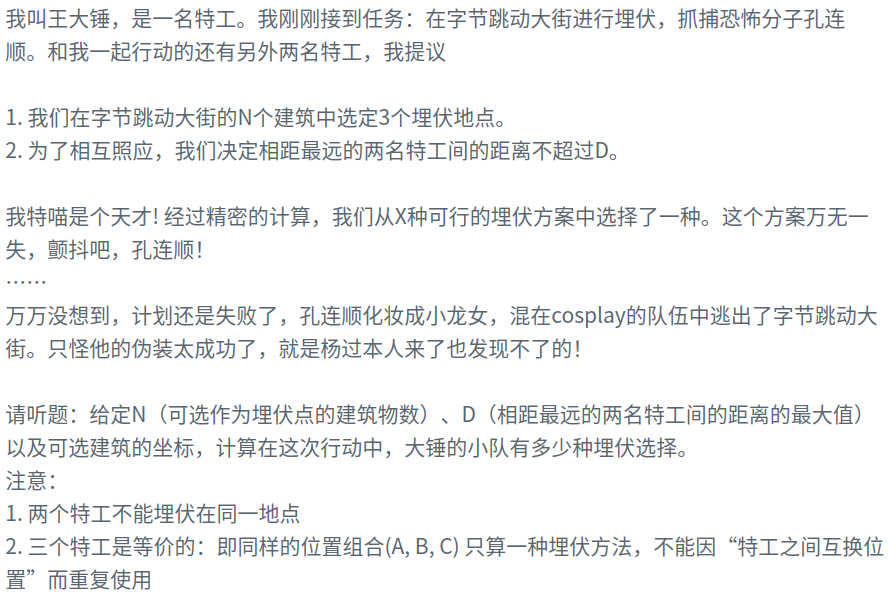 我叫王大锤，是一名特工。我刚刚接到任务：在字节跳动大街进行埋伏，抓捕恐怖分子孔连
顺。和我一起行动的还有另外两名特工，我提议
1. 我们在字节跳动大街的N个建筑中选定3个埋伏地点。
2. 为了相互照应，我们决定相距最远的两名特工间的距离不超过D。
我特喵是个天才! 经过精密的计算，我们从X种可行的埋伏方案中选择了一种。这个方案万无一
失，颤抖吧，孔连顺！
……
万万没想到，计划还是失败了，孔连顺化妆成小龙女，混在cosplay的队伍中逃出了字节跳动大
街。只怪他的伪装太成功了，就是杨过本人来了也发现不了的！
请听题：给定N（可选作为埋伏点的建筑物数）、D（相距最远的两名特工间的距离的最大值）
以及可选建筑的坐标，计算在这次行动中，大锤的小队有多少种埋伏选择。
注意：
1. 两个特工不能埋伏在同一地点
2. 三个特工是等价的：即同样的位置组合(A, B, C) 只算一种埋伏方法，不能因“特工之间互换位
置”而重复使用